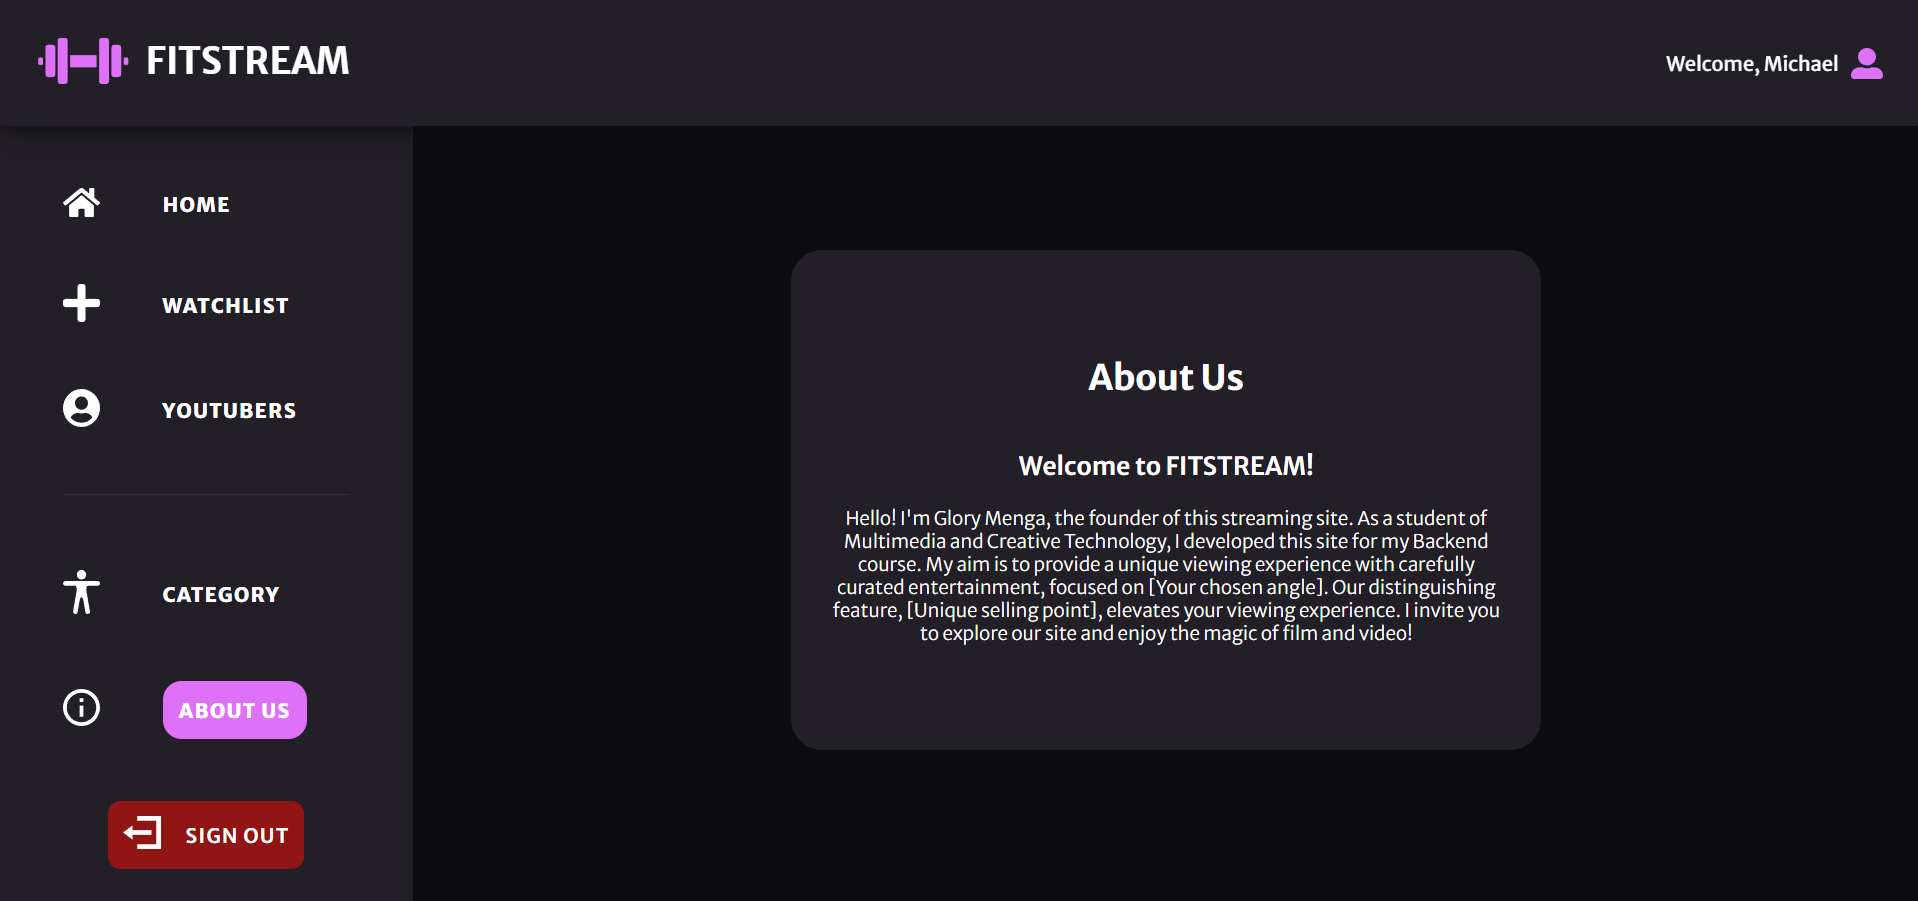 FITSTREAM
Welcome, Michael
HOME
WATCHLIST
YOUTUBERS
CATEGORY
ABOUT US
SIGN OUT
About Us
Welcome to FITSTREAM!
Hello! I'm Glory Menga, the founder of this streaming site. As a student of
Multimedia and Creative Technology, I developed this site for my Backend
course. My aim is to provide a unique viewing experience with carefully
curated entertainment, focused on [Your chosen angle]. Our distinguishing
feature, [Unique selling point], elevates your viewing experience. I invite you
to explore our site and enjoy the magic of film and video!